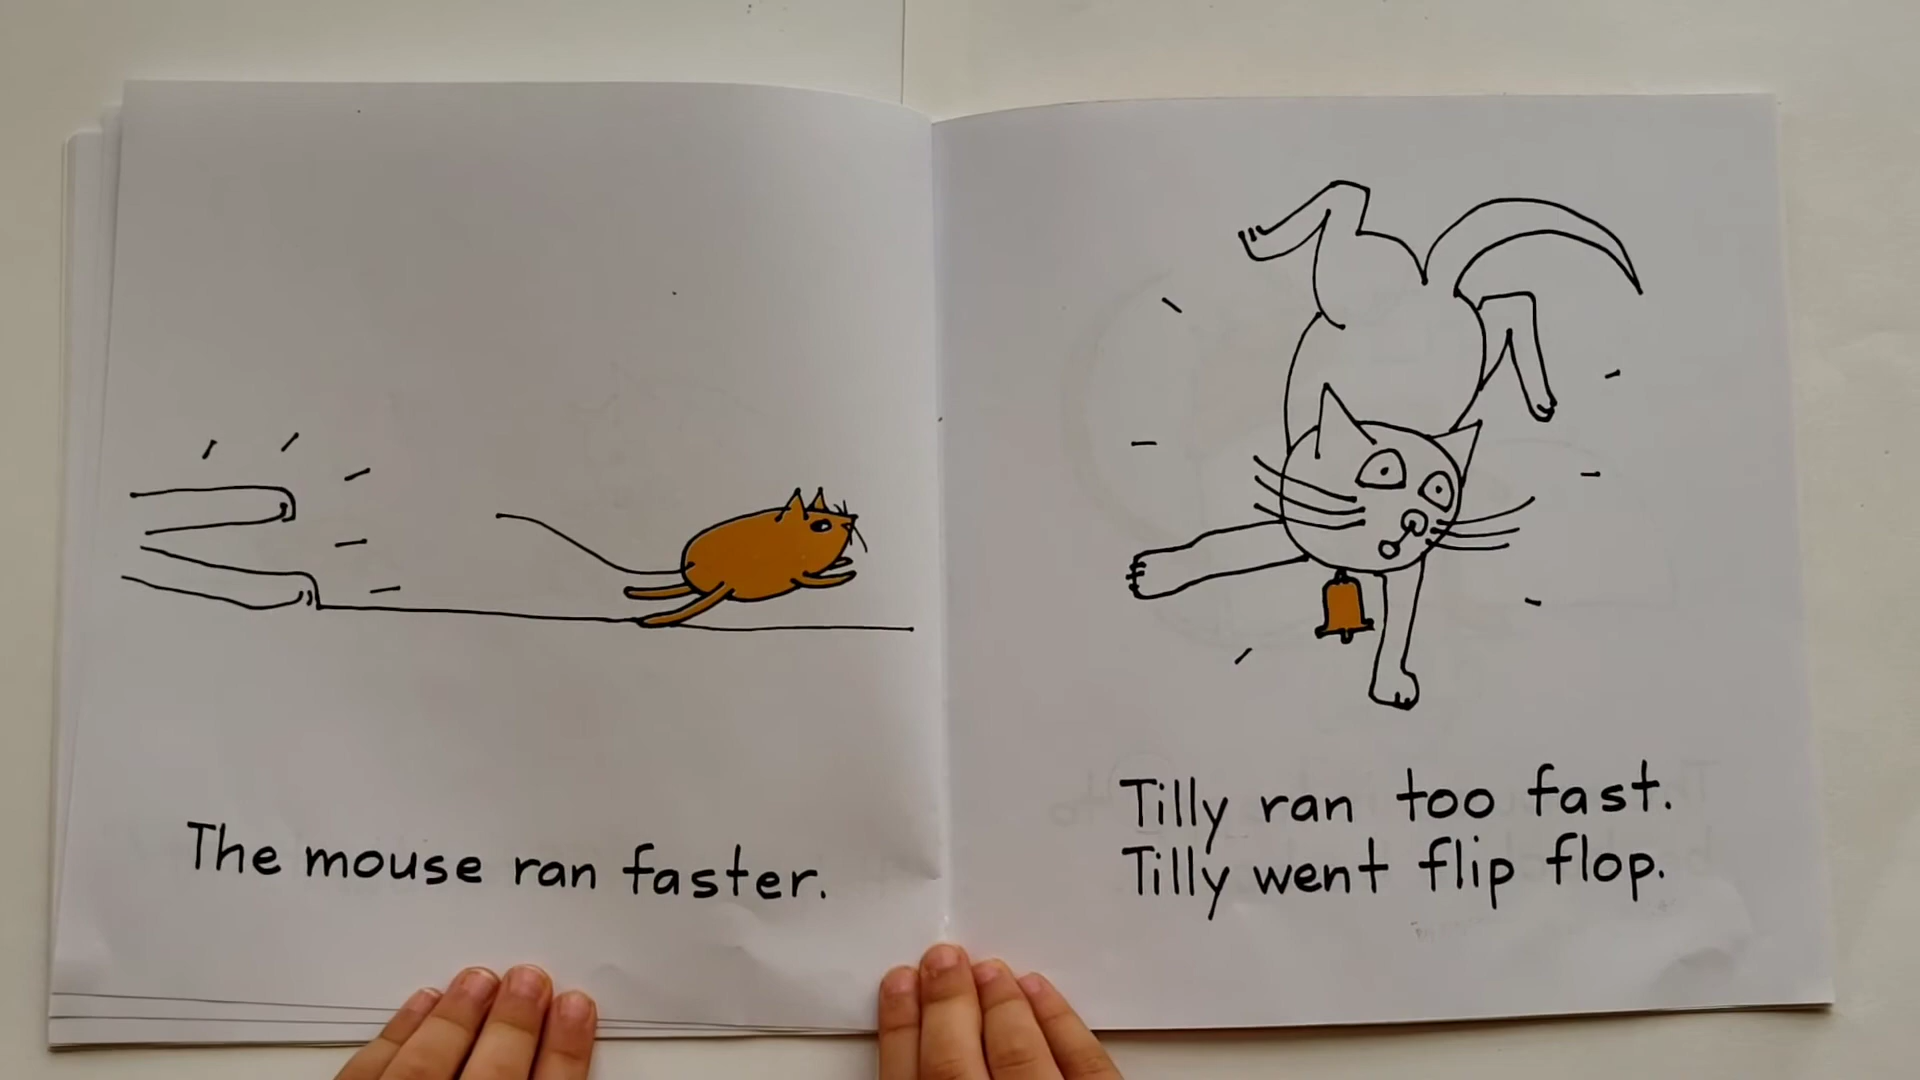 The mouse ran faster.
Tilly ran too fast.
Tilly went flip flop.